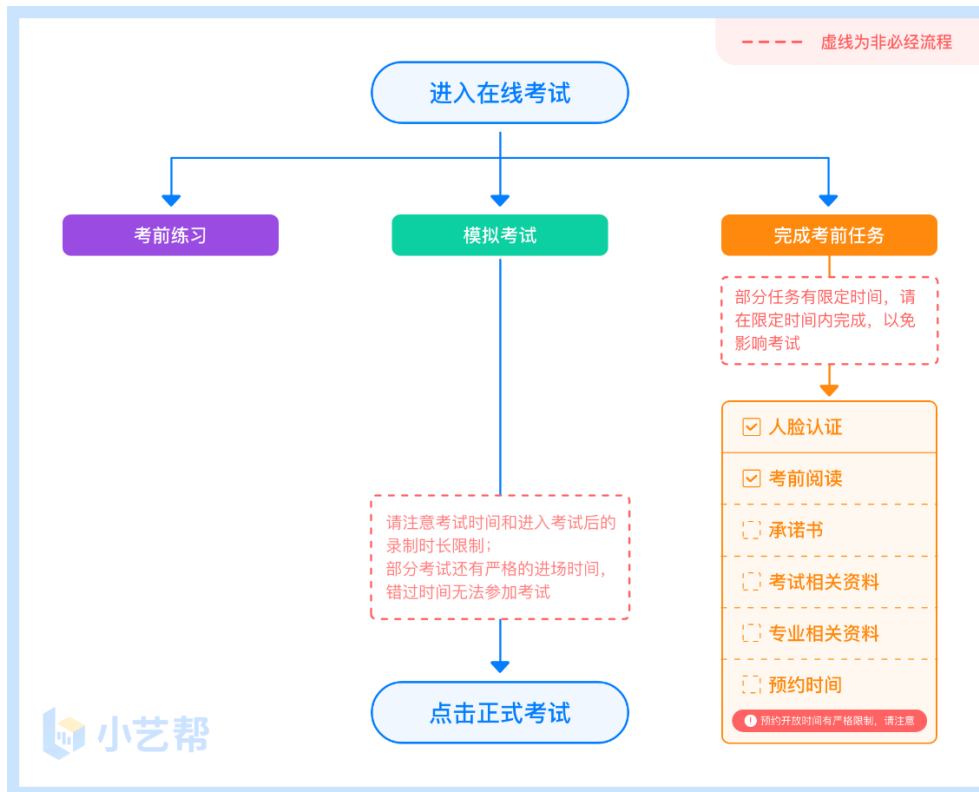 虚线为非必经流程
进入在线考试
考前练习
模拟考试
完成考前任务
部分任务有限定时间，请
在限定时间内完成，以免
影响考试
人脸认证
考前阅读
承诺书
考试相关资料
专业相关资料
预约时间
预约开放时间有严格限制，请注意
请注意考试时间和进入考试后的
录制时长限制；
部分考试还有严格的进场时间，
错过时间无法参加考试
点击正式考试
小艺帮